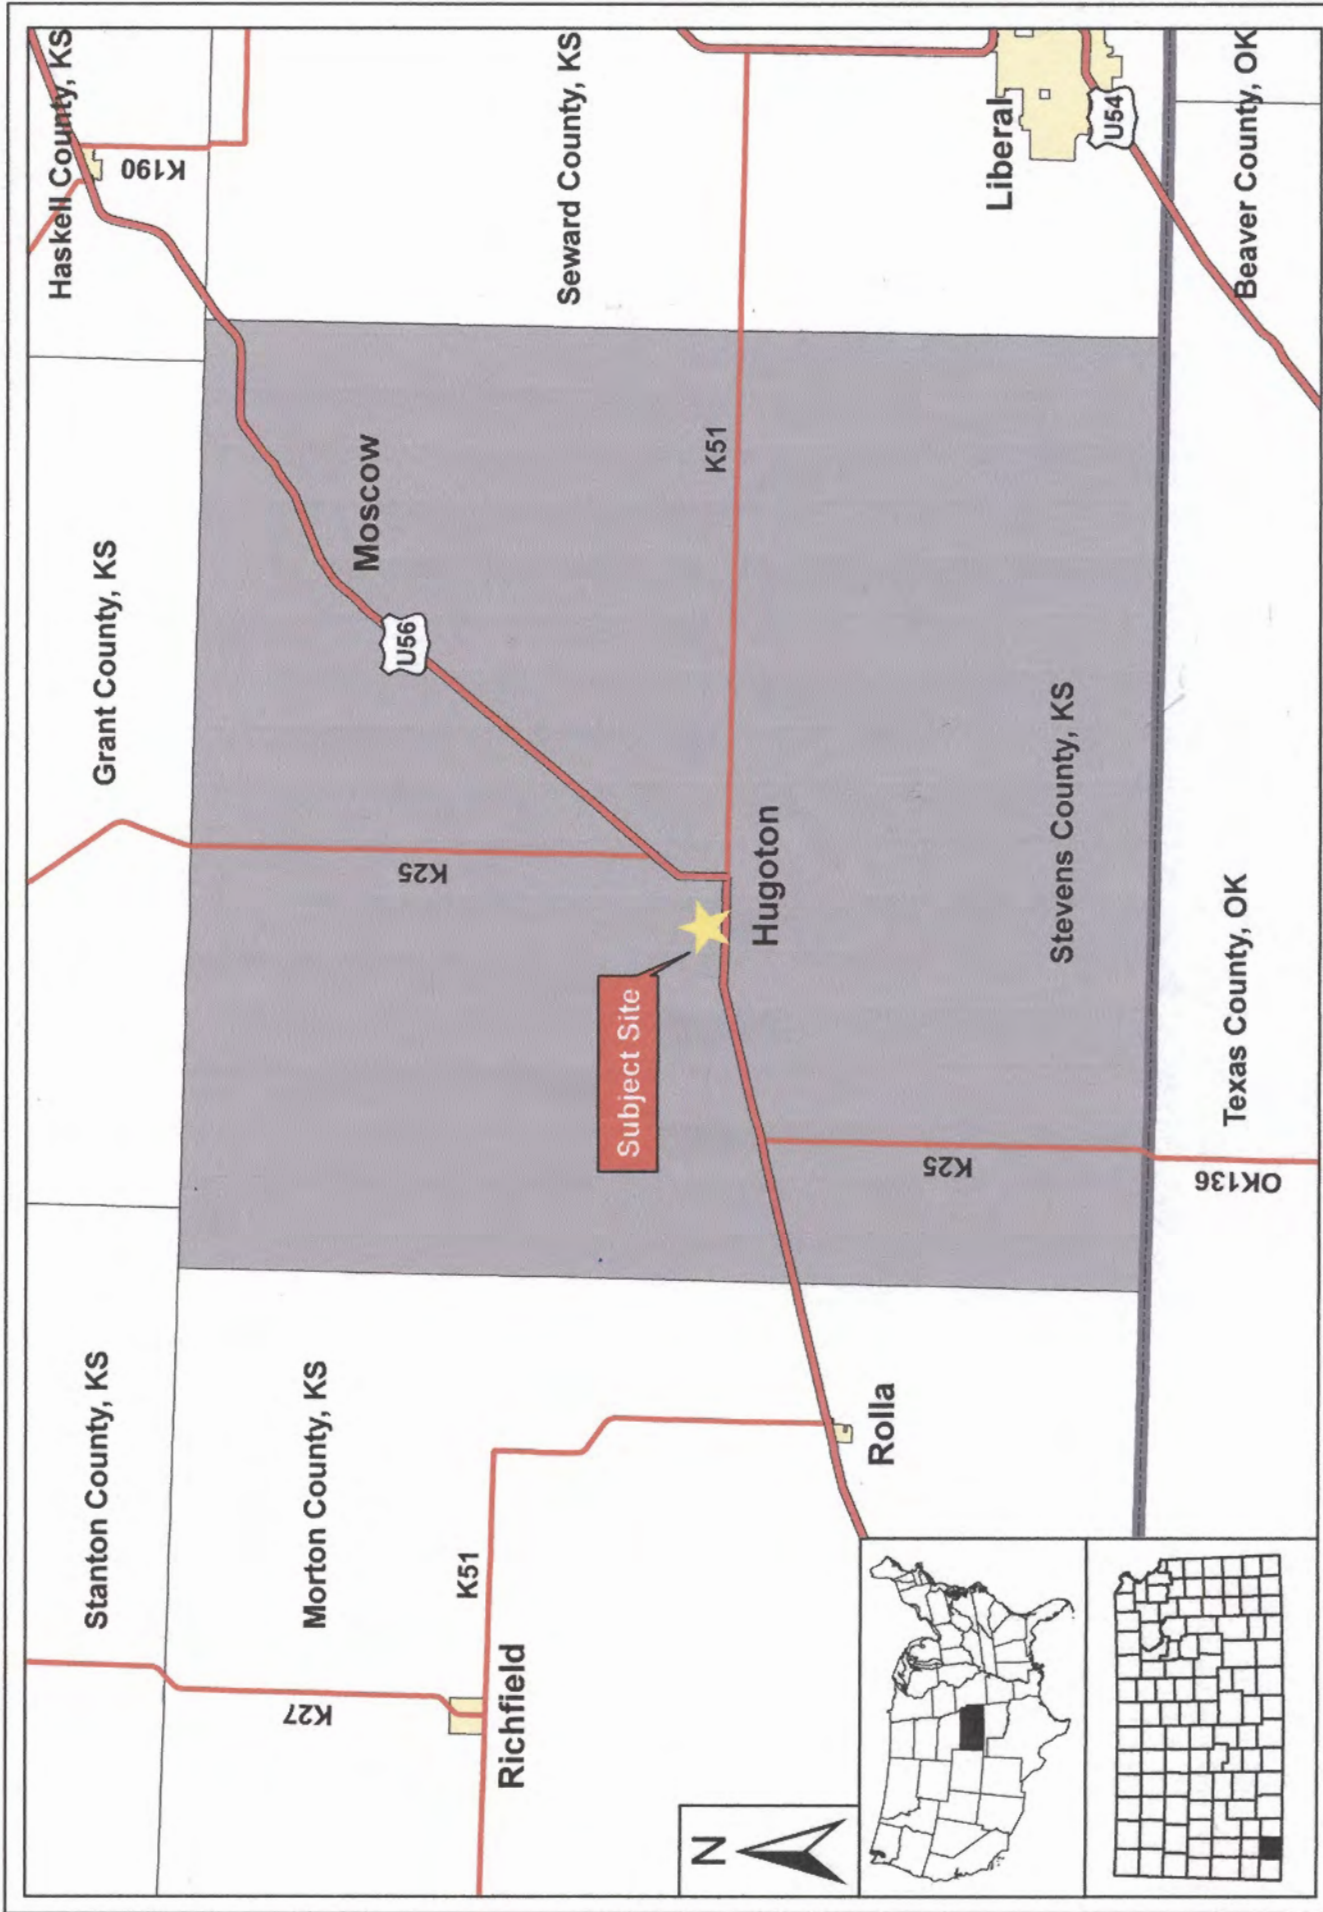 Stanton County, KS
Grant County, KS
Haskell County, KS
K190
K27
Morton County, KS
K25
Moscow
U56
Seward County, KS
K51
Richfield
K51
Subject Site
Hugoton
Rolla
K25
Stevens County, KS
Liberal
U54
OK136
Texas County, OK
Beaver County, OK
N